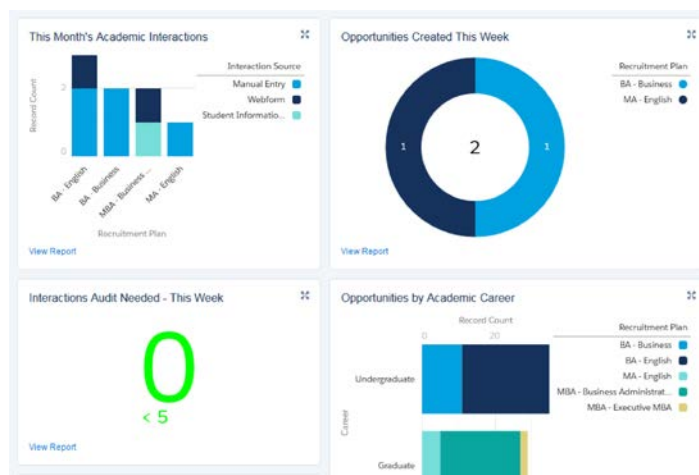 This Month's Academic Interactions
Interaction Source
Manual Entry
Webform
Student Informatio...
Record Count
2
0
BA - English
BA - Business
MBA - Business ...
MA - English
Recruitment Plan
View Report
Opportunities Created This Week
Recruitment Plan
BA - Business
MA - English
1
2
1
View Report
Interactions Audit Needed - This Week
0
< 5
View Report
Opportunities by Academic Career
Record Count
0
20
Recruitment Plan
BA - Business
BA - English
MA - English
MBA - Business Administrat...
MBA - Executive MBA
Career
Undergraduate
Graduate